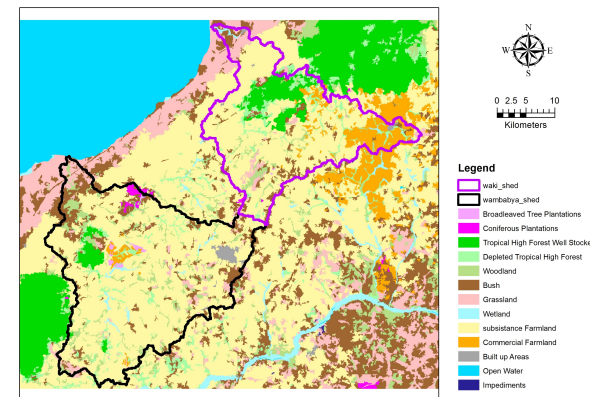 N
W E
S
0 2.5 5 10
Kilometers
Legend
waki_shed
wambabya_shed
Broadleaved Tree Plantations
Coniferous Plantations
Tropical High Forest Well Stocke
Depleted Tropical High Forest
Woodland
Bush
Grassland
Wetland
subsistance Farmland
Commercial Farmland
Built up Areas
Open Water
Impediments